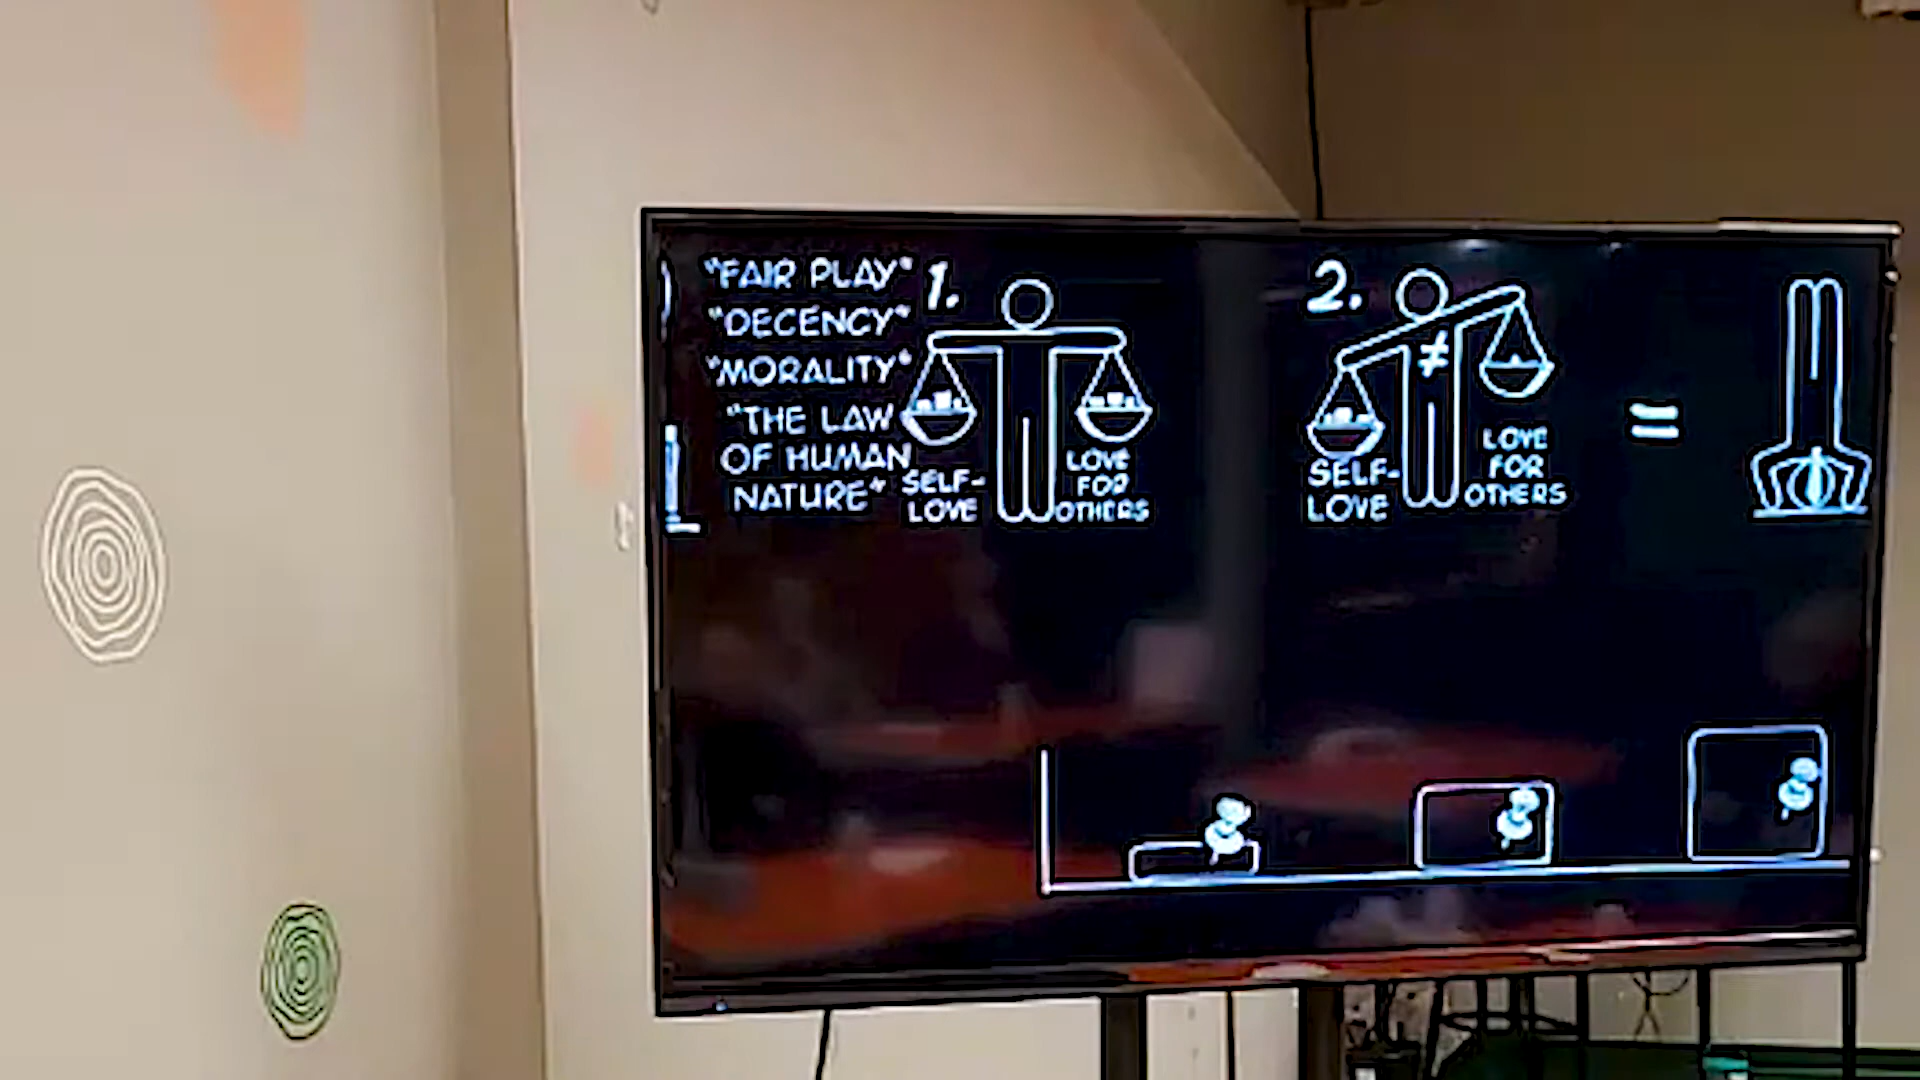 "FAIR PLAY"
"DECENCY"
"MORALITY"
"THE LAW
OF HUMAN
NATURE"
1.
SELF-
LOVE
LOVE
FOR
OTHERS
2.
≠
SELF-
LOVE
LOVE
FOR
OTHERS
=